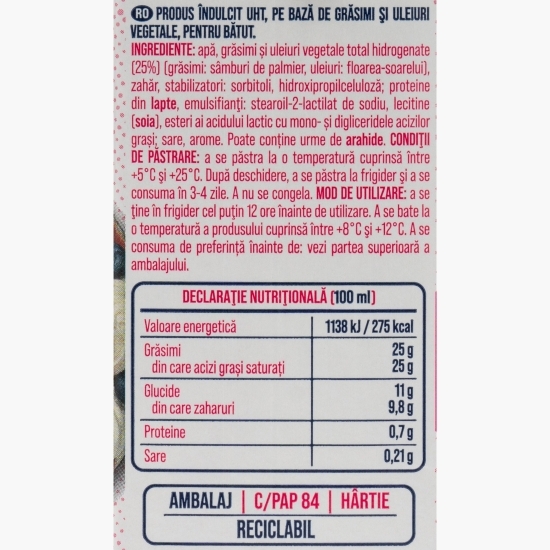 RO PRODUS ÎNDULCIT UHT, PE BAZĂ DE GRĂSIMI ŞI ULEIURI
VEGETALE, PENTRU BĂTUT.
INGREDIENTE: apă, grăsimi și uleiuri vegetale total hidrogenate
(25%) (grăsimi: sâmburi de palmier, uleiuri: floarea-soarelui),
zahăr, stabilizatori: sorbitoli, hidroxipropilceluloză; proteine
din lapte, emulsifianţi: stearoil-2-lactilat de sodiu, lecitine
(soia), esteri ai acidului lactic cu mono- și digliceridele acizilor
grași; sare, arome. Poate conține urme de arahide. CONDIŢII
DE PĂSTRARE: a se păstra la o temperatură cuprinsă între
+5°C și +25°C. După deschidere, a se păstra la frigider și a se
consuma în 3-4 zile. A nu se congela. MOD DE UTILIZARE: a se
ține în frigider cel puțin 12 ore înainte de utilizare. A se bate la
o temperatură a produsului cuprinsă între +8°C și +12°C. A se
consuma de preferință înainte de: vezi partea superioară a
ambalajului.
DECLARAŢIE NUTRIŢIONALĂ (100 ml)
Valoare energetică 1138 kJ / 275 kcal
Grăsimi 25 g
din care acizi grași saturați 25 g
Glucide 11 g
din care zaharuri 9,8 g
Proteine 0,7 g
Sare 0,21 g
AMBALAJ | C/PAP 84 | HÂRTIE
RECICLABIL